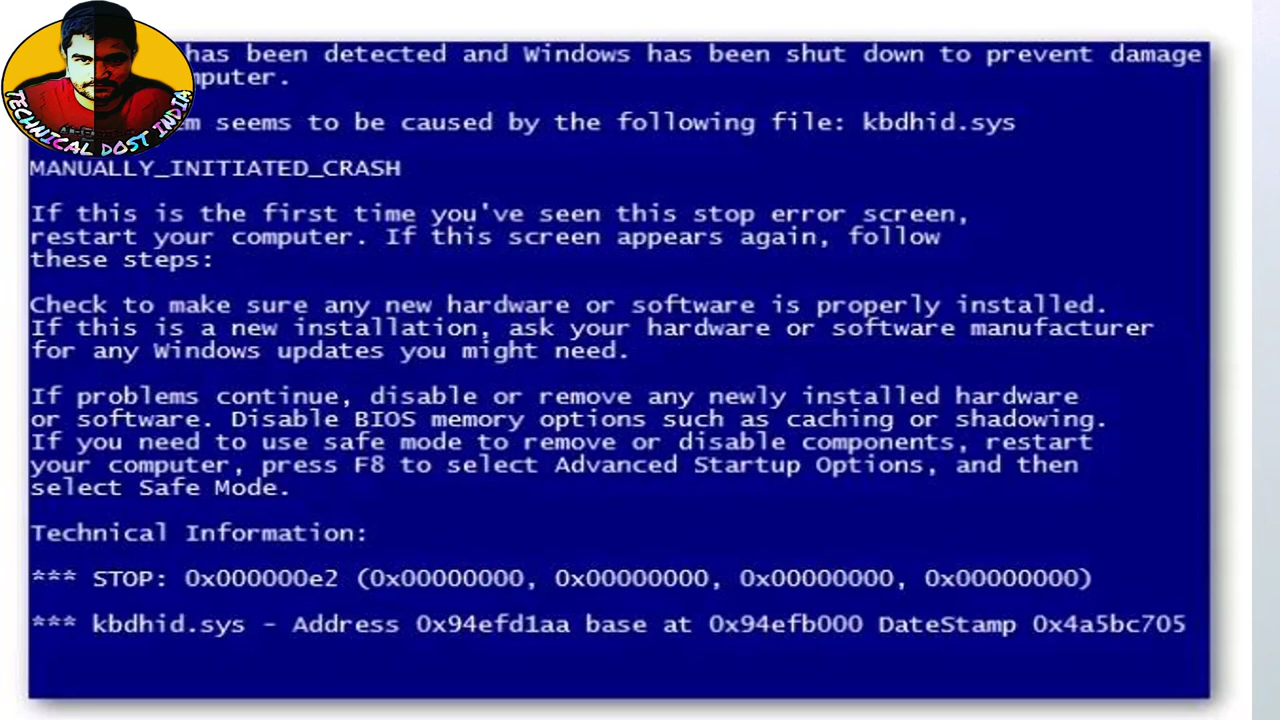 TECHNICAL DOST INDIA
has been detected and Windows has been shut down to prevent damage
mputer.
em seems to be caused by the following file: kbdhid.sys
MANUALLY_INITIATED_CRASH
If this is the first time you've seen this stop error screen,
restart your computer. If this screen appears again, follow
these steps:
Check to make sure any new hardware or software is properly installed.
If this is a new installation, ask your hardware or software manufacturer
for any Windows updates you might need.
If problems continue, disable or remove any newly installed hardware
or software. Disable BIOS memory options such as caching or shadowing.
If you need to use safe mode to remove or disable components, restart
your computer, press F8 to select Advanced Startup Options, and then
select Safe Mode.
Technical Information:
*** STOP: 0x000000e2 (0x00000000, 0x00000000, 0x00000000, 0x00000000)
*** kbdhid.sys - Address 0x94efd1aa base at 0x94efb000 DateStamp 0x4a5bc705